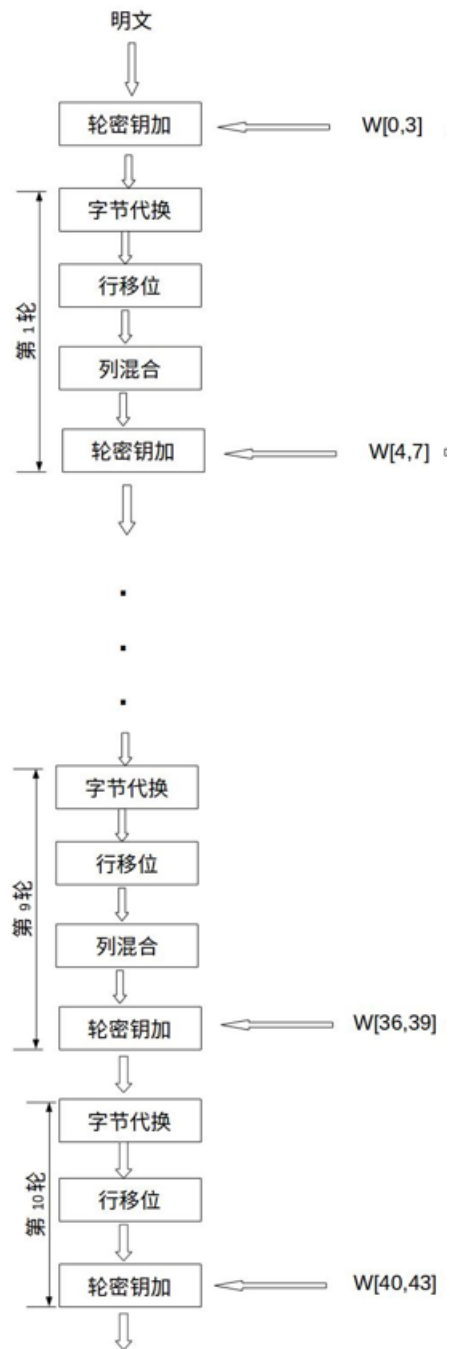 明文
轮密钥加
W[0,3]
字节代换
行移位
第1轮
列混合
轮密钥加
W[4,7]
字节代换
行移位
第9轮
列混合
轮密钥加
W[36,39]
字节代换
行移位
第10轮
轮密钥加
W[40,43]